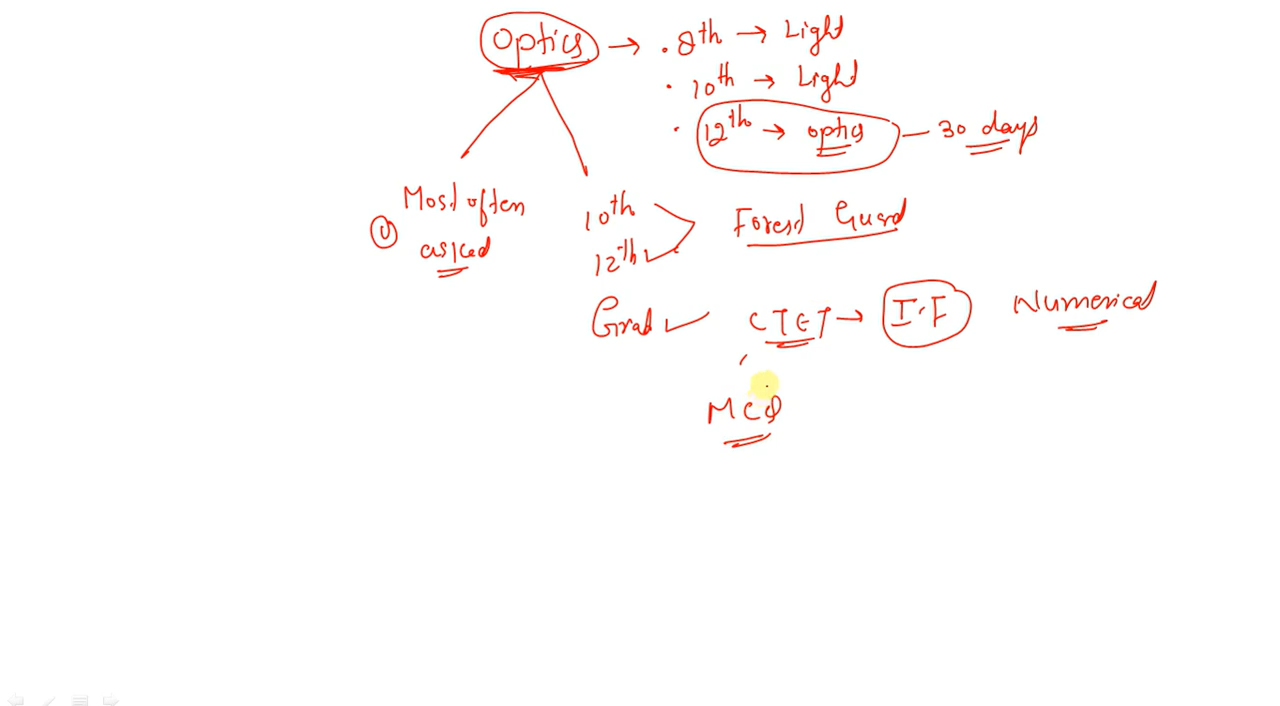 Optics → . 8th → Light
. 10th → Light
. 12th → optics — 30 days
Most often
① asked
10th
12th ✓
Forest Guard
Grad ✓ CTET → I.F Numerical
MCQ